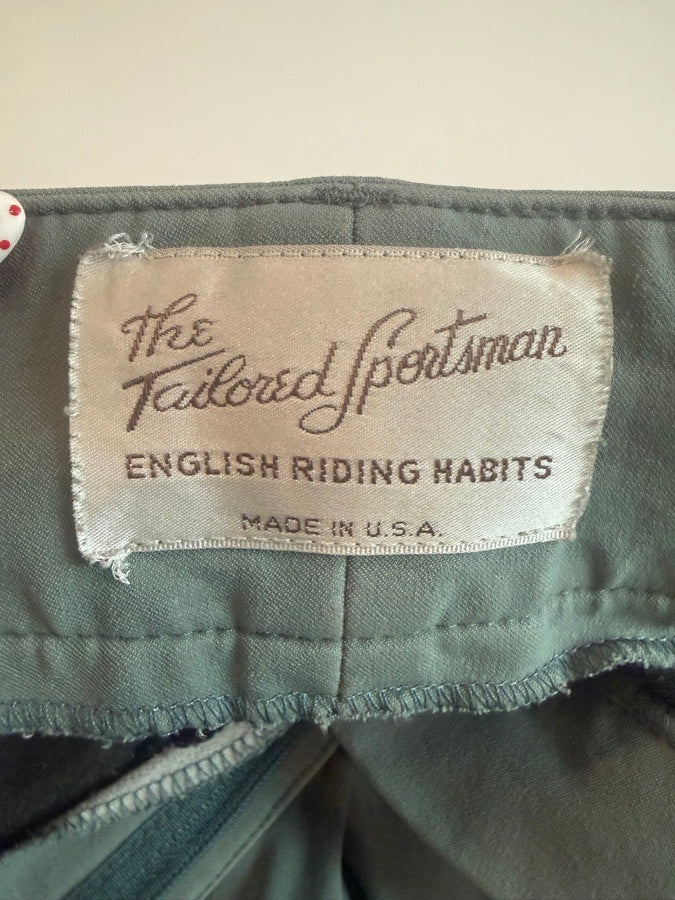 The
Tailored Sportsman
ENGLISH RIDING HABITS
MADE IN U.S.A.